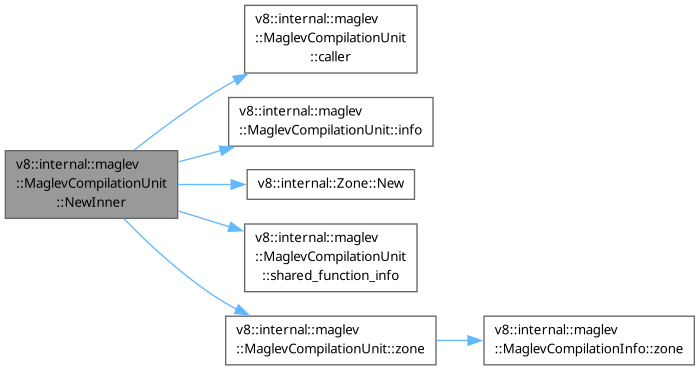 v8::internal::maglev
::MaglevCompilationUnit
::NewInner
v8::internal::maglev
::MaglevCompilationUnit
::caller
v8::internal::maglev
::MaglevCompilationUnit::info
v8::internal::Zone::New
v8::internal::maglev
::MaglevCompilationUnit
::shared_function_info
v8::internal::maglev
::MaglevCompilationUnit::zone
v8::internal::maglev
::MaglevCompilationInfo::zone